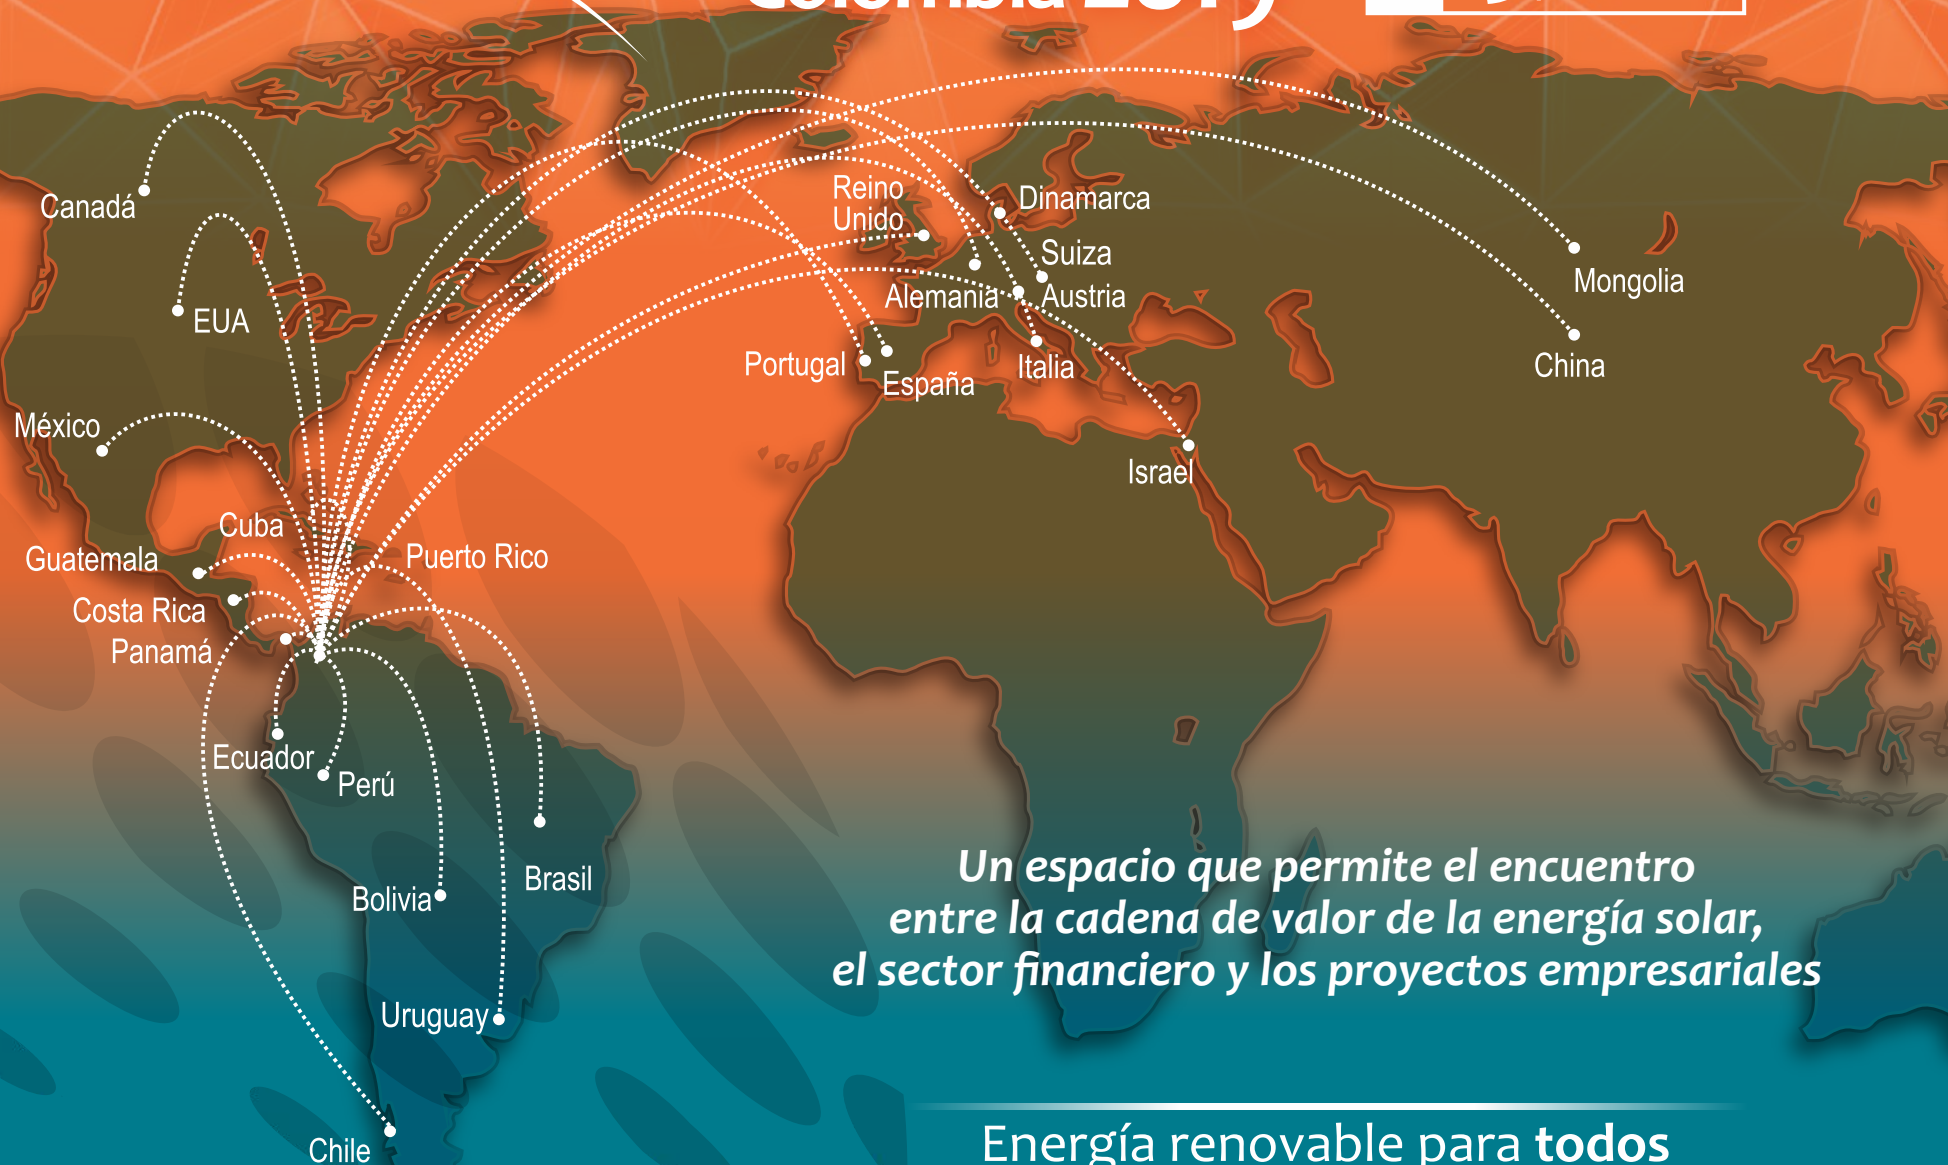 Colombia 2019
Canadá
EUA
México
Cuba
Guatemala
Puerto Rico
Costa Rica
Panamá
Ecuador
Perú
Bolivia
Brasil
Uruguay
Chile
Reino
Unido
Dinamarca
Suiza
Alemania
Austria
Portugal
España
Italia
Israel
Mongolia
China
Un espacio que permite el encuentro
entre la cadena de valor de la energía solar,
el sector financiero y los proyectos empresariales
Energía renovable para todos